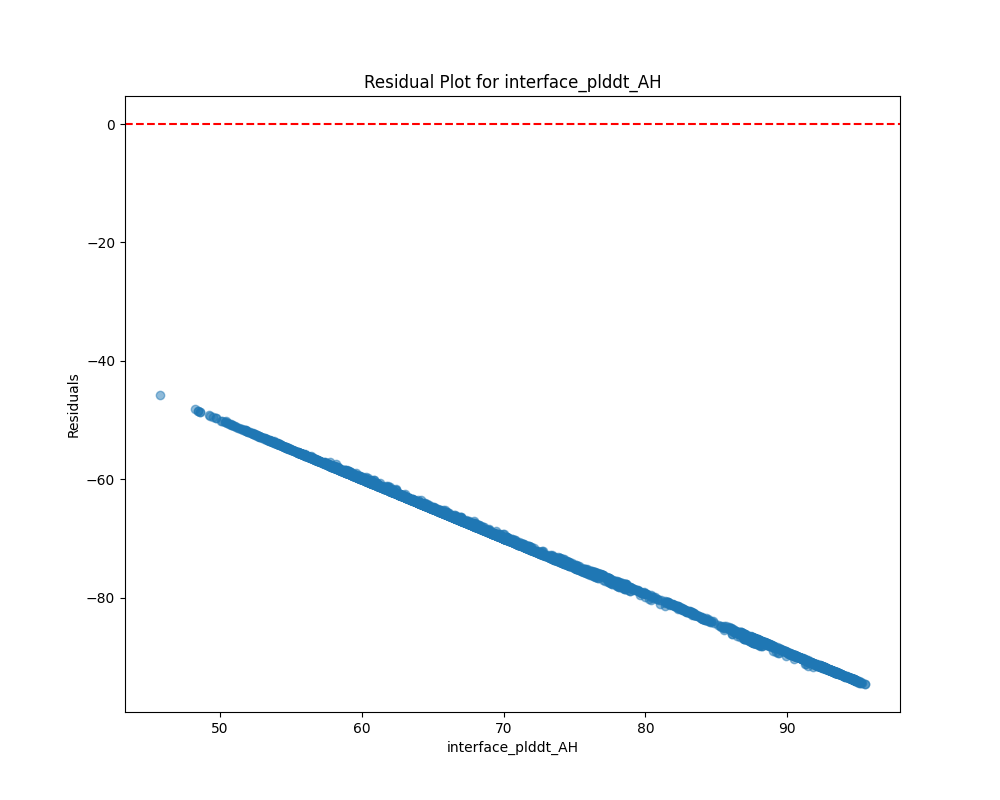 Residual Plot for interface_plddt_AH
0
−20
−40
−60
−80
Residuals
50 60 70 80 90
interface_plddt_AH